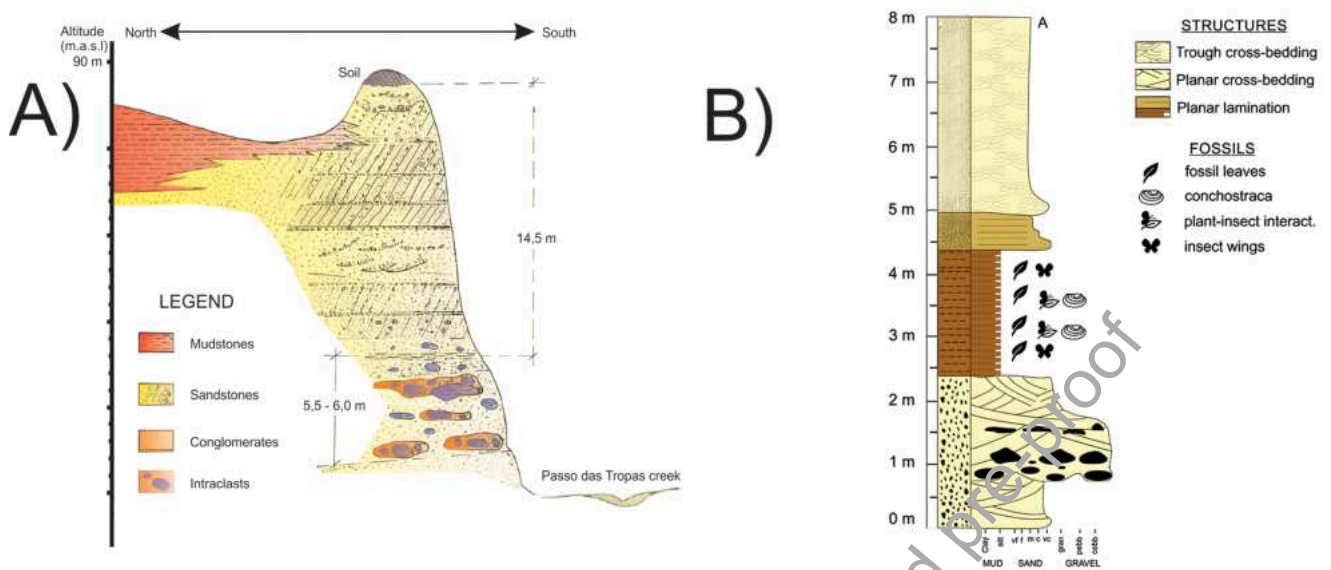 A)
Altitude
(m.a.s.l)
90 m
North
South
Soil
14,5 m
5,5 - 6,0 m
Passo das Tropas creek
LEGEND
Mudstones
Sandstones
Conglomerates
Intraclasts
B)
8 m
7 m
6 m
5 m
4 m
3 m
2 m
1 m
0 m
A
Clay
silt
vf
f
m
c
vc
gran
pebb
cobb
MUD
SAND
GRAVEL
STRUCTURES
Trough cross-bedding
Planar cross-bedding
Planar lamination
FOSSILS
fossil leaves
conchostraca
plant-insect interact.
insect wings
pre-proof